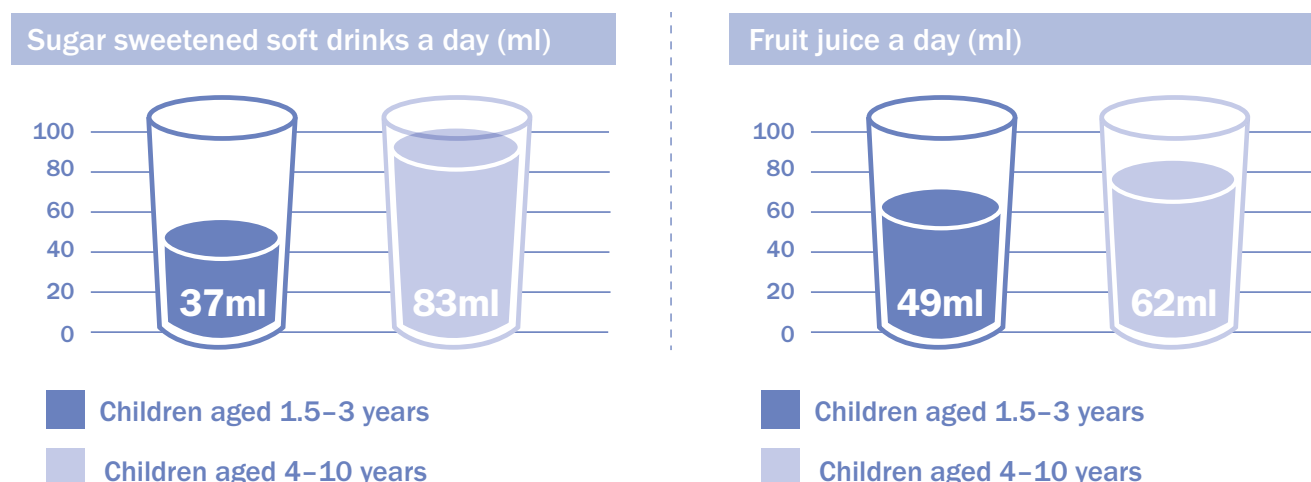 Sugar sweetened soft drinks a day (ml)
100
80
60
40
20
0
37ml
83ml
Children aged 1.5–3 years
Children aged 4–10 years
Fruit juice a day (ml)
100
80
60
40
20
0
49ml
62ml
Children aged 1.5–3 years
Children aged 4–10 years